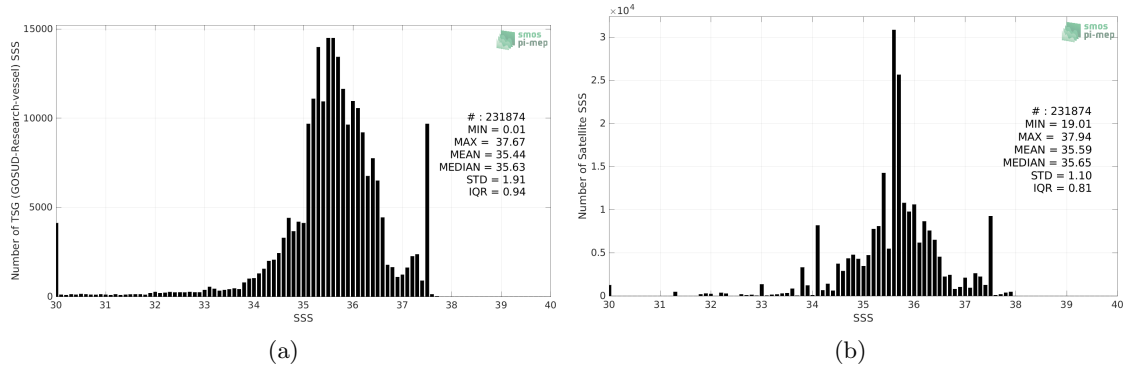 15000
10000
5000
0
Number of TSG (GOSUD-Research-vessel) SSS
30 31 32 33 34 35 36 37 38 39 40
SSS
smos
pi-mep
# : 231874
MIN = 0.01
MAX = 37.67
MEAN = 35.44
MEDIAN = 35.63
STD = 1.91
IQR = 0.94
(a)
×10⁴
3
2.5
2
1.5
1
0.5
0
Number of Satellite SSS
30 31 32 33 34 35 36 37 38 39 40
SSS
smos
pi-mep
# : 231874
MIN = 19.01
MAX = 37.94
MEAN = 35.59
MEDIAN = 35.65
STD = 1.10
IQR = 0.81
(b)